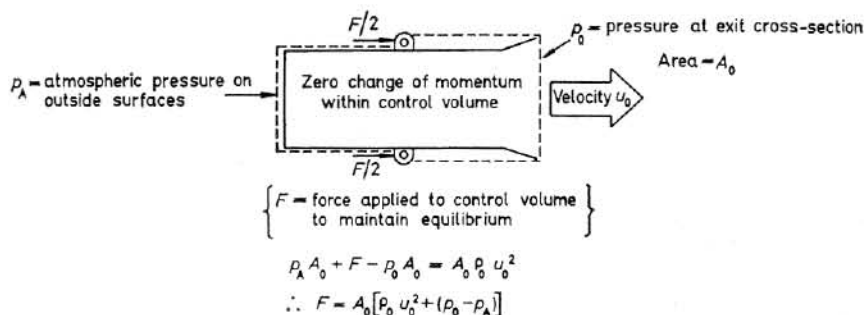 F/2
p₀ = pressure at exit cross-section
Area = A₀
p_A = atmospheric pressure on
outside surfaces
Zero change of momentum
within control volume
Velocity u₀
F/2
{ F = force applied to control volume
to maintain equilibrium }
p_A A₀ + F − p₀ A₀ = A₀ ρ₀ u₀²
∴ F = A₀[ρ₀ u₀² + (p₀ − p_A)]